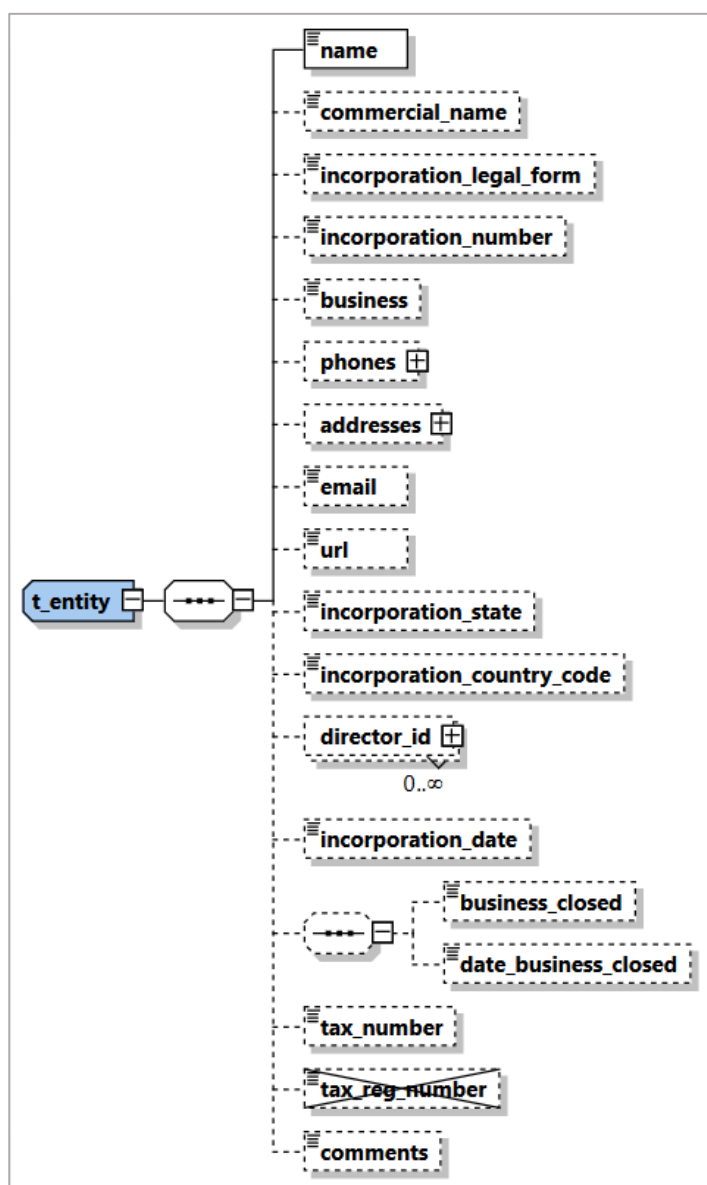 name
commercial_name
incorporation_legal_form
incorporation_number
business
phones
addresses
email
url
t_entity
incorporation_state
incorporation_country_code
director_id
0..∞
incorporation_date
business_closed
date_business_closed
tax_number
tax_reg_number
comments